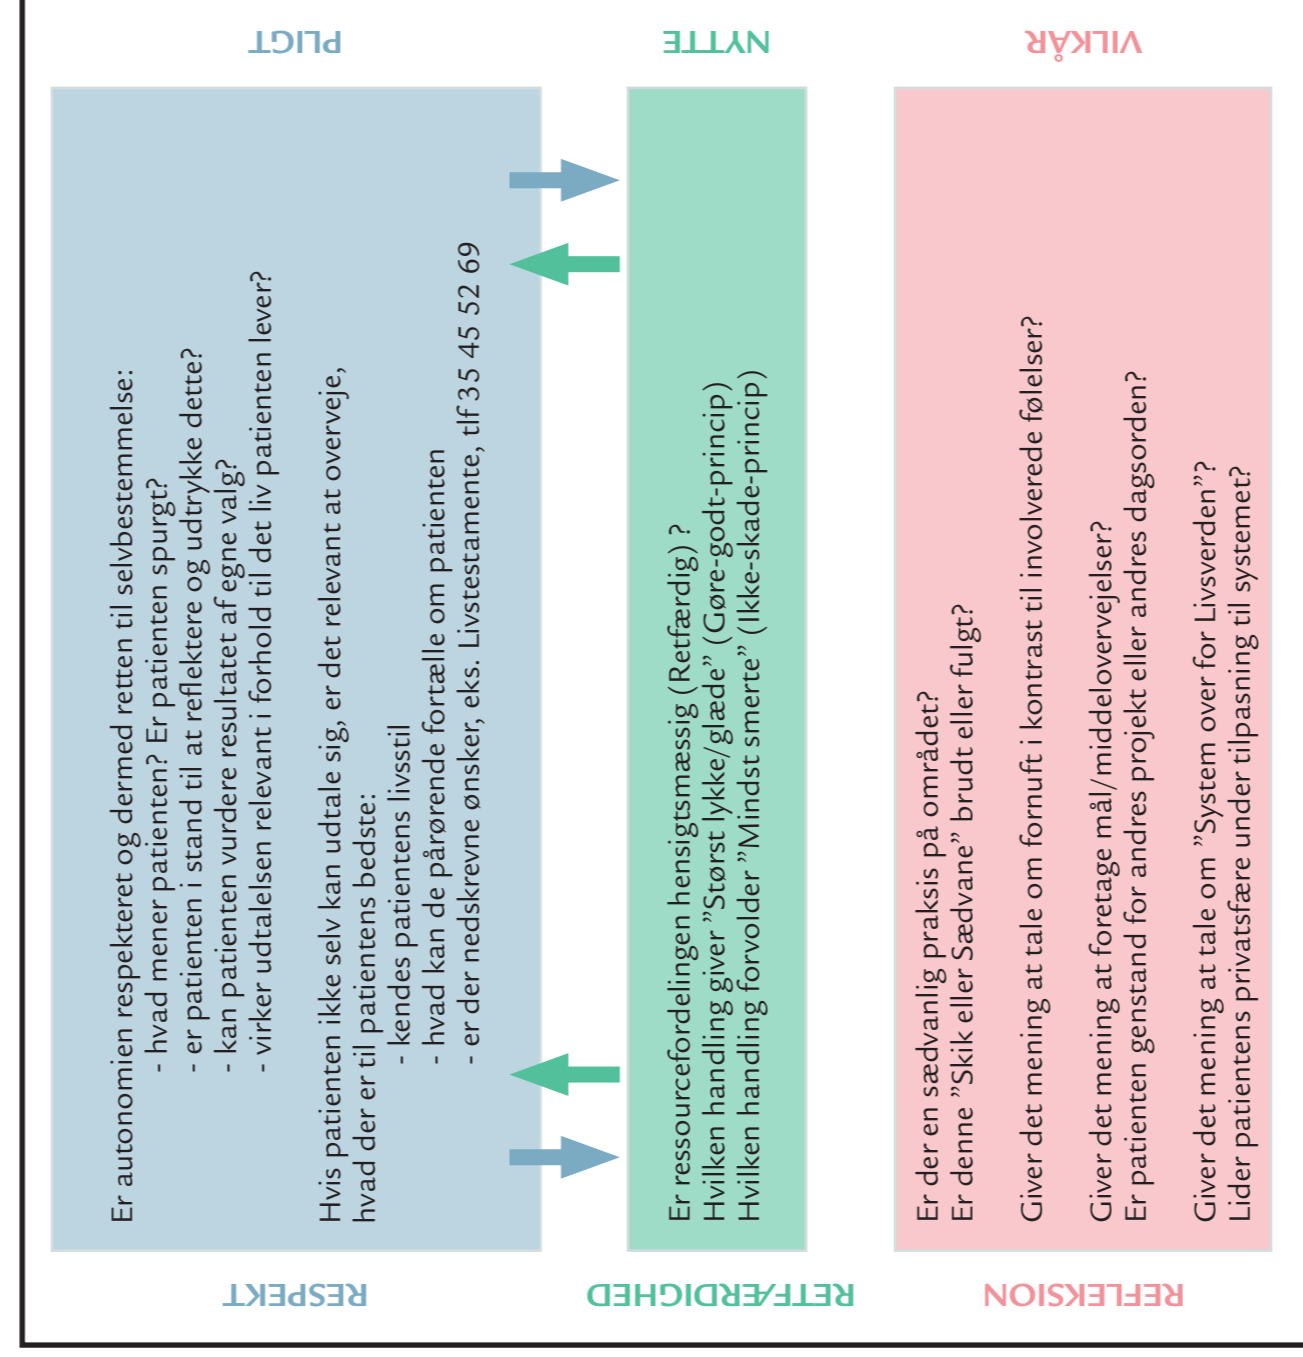 RESPEKT
PLIGT
Er autonomien respekteret og dermed retten til selvbestemmelse:
- hvad mener patienten? Er patienten spurgt?
- er patienten i stand til at reflektere og udtrykke dette?
- kan patienten vurdere resultatet af egne valg?
- virker udtalelsen relevant i forhold til det liv patienten lever?
Hvis patienten ikke selv kan udtale sig, er det relevant at overveje,
hvad der er til patientens bedste:
- kendes patientens livsstil
- hvad kan de pårørende fortælle om patienten
- er der nedskrevne ønsker, eks. Livstestamente, tlf 35 45 52 69
RETFÆRDIGHED
NYTTE
Er ressourcefordelingen hensigtsmæssig (Retfærdig) ?
Hvilken handling giver ”Størst lykke/glæde” (Gøre-godt-princip)
Hvilken handling forvolder ”Mindst smerte” (Ikke-skade-princip)
REFLEKSION
VILKÅR
Er der en sædvanlig praksis på området?
Er denne ”Skik eller Sædvane” brudt eller fulgt?
Giver det mening at tale om fornuft i kontrast til involverede følelser?
Giver det mening at foretage mål/middelovervejelser?
Er patienten genstand for andres projekt eller andres dagsorden?
Giver det mening at tale om ”System over for Livsverden”?
Lider patientens privatsfære under tilpasning til systemet?